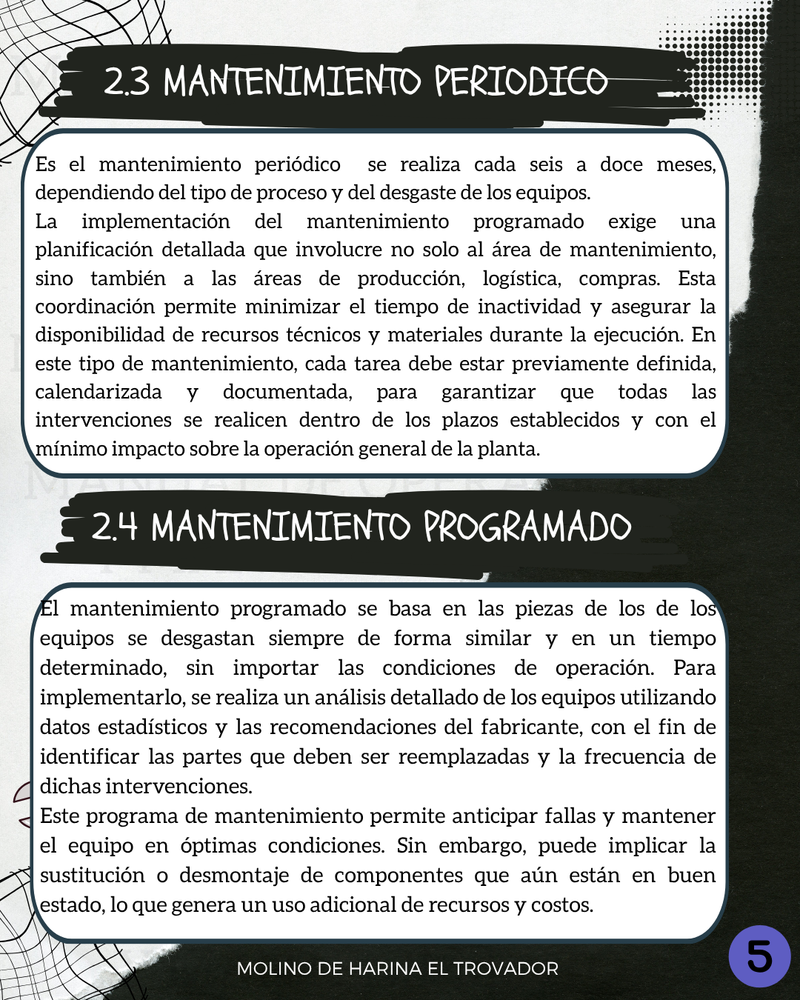 2.3 MANTENIMIENTO PERIODICO
Es el mantenimiento periódico se realiza cada seis a doce meses,
dependiendo del tipo de proceso y del desgaste de los equipos.
La implementación del mantenimiento programado exige una
planificación detallada que involucre no solo al área de mantenimiento,
sino también a las áreas de producción, logística, compras. Esta
coordinación permite minimizar el tiempo de inactividad y asegurar la
disponibilidad de recursos técnicos y materiales durante la ejecución. En
este tipo de mantenimiento, cada tarea debe estar previamente definida,
calendarizada y documentada, para garantizar que todas las
intervenciones se realicen dentro de los plazos establecidos y con el
mínimo impacto sobre la operación general de la planta.
MANUAL DE OPERA
2.4 MANTENIMIENTO PROGRAMADO
El mantenimiento programado se basa en las piezas de los de los
equipos se desgastan siempre de forma similar y en un tiempo
determinado, sin importar las condiciones de operación. Para
implementarlo, se realiza un análisis detallado de los equipos utilizando
datos estadísticos y las recomendaciones del fabricante, con el fin de
identificar las partes que deben ser reemplazadas y la frecuencia de
dichas intervenciones.
Este programa de mantenimiento permite anticipar fallas y mantener
el equipo en óptimas condiciones. Sin embargo, puede implicar la
sustitución o desmontaje de componentes que aún están en buen
estado, lo que genera un uso adicional de recursos y costos.
MOLINO DE HARINA EL TROVADOR
5